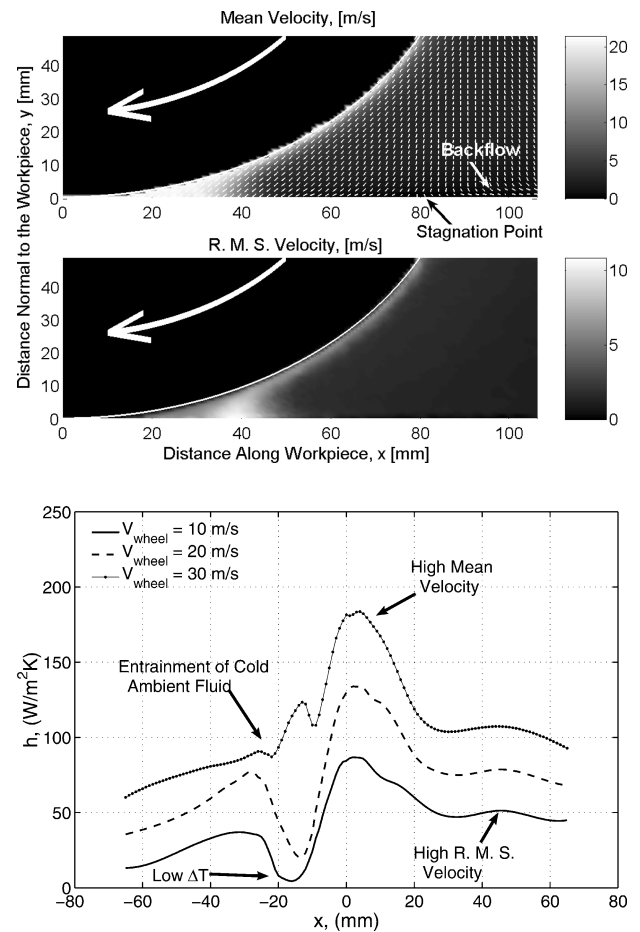 Mean Velocity, [m/s]
Distance Normal to the Workpiece, y [mm]
40
30
20
10
0
0
20
40
60
80
100
20
15
10
5
0
Backflow
Stagnation Point
R. M. S. Velocity, [m/s]
40
30
20
10
0
0
20
40
60
80
100
10
5
0
Distance Along Workpiece, x [mm]
250
200
150
100
50
0
h, (W/m²K)
V_wheel = 10 m/s
V_wheel = 20 m/s
V_wheel = 30 m/s
High Mean
Velocity
Entrainment of Cold
Ambient Fluid
Low ΔT
High R. M. S.
Velocity
−80
−60
−40
−20
0
20
40
60
80
x, (mm)